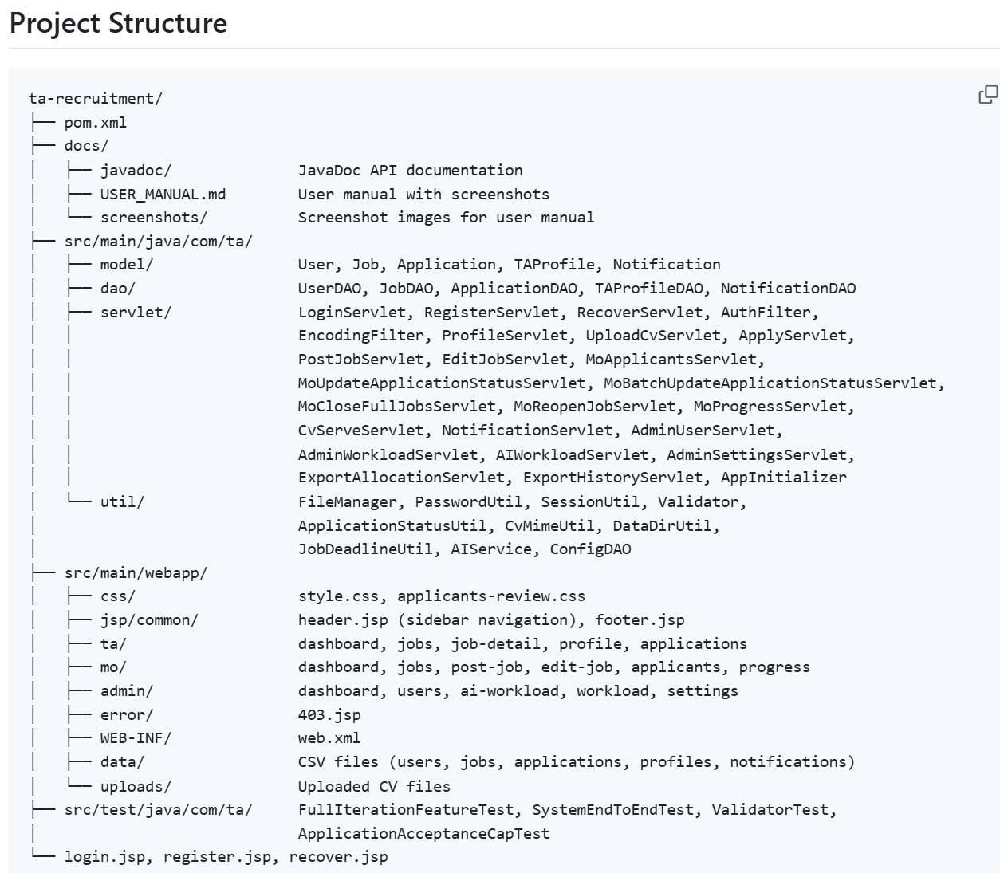 Project Structure
ta-recruitment/
├── pom.xml
├── docs/
│   ├── javadoc/              JavaDoc API documentation
│   ├── USER_MANUAL.md        User manual with screenshots
│   └── screenshots/          Screenshot images for user manual
├── src/main/java/com/ta/
│   ├── model/                User, Job, Application, TAProfile, Notification
│   ├── dao/                  UserDAO, JobDAO, ApplicationDAO, TAProfileDAO, NotificationDAO
│   ├── servlet/              LoginServlet, RegisterServlet, RecoverServlet, AuthFilter,
│   │                         EncodingFilter, ProfileServlet, UploadCvServlet, ApplyServlet,
│   │                         PostJobServlet, EditJobServlet, MoApplicantsServlet,
│   │                         MoUpdateApplicationStatusServlet, MoBatchUpdateApplicationStatusServlet,
│   │                         MoCloseFullJobsServlet, MoReopenJobServlet, MoProgressServlet,
│   │                         CvServeServlet, NotificationServlet, AdminUserServlet,
│   │                         AdminWorkloadServlet, AIWorkloadServlet, AdminSettingsServlet,
│   │                         ExportAllocationServlet, ExportHistoryServlet, AppInitializer
│   └── util/                 FileManager, PasswordUtil, SessionUtil, Validator,
│                             ApplicationStatusUtil, CvMimeUtil, DataDirUtil,
│                             JobDeadlineUtil, AIService, ConfigDAO
├── src/main/webapp/
│   ├── css/                  style.css, applicants-review.css
│   ├── jsp/common/           header.jsp (sidebar navigation), footer.jsp
│   ├── ta/                   dashboard, jobs, job-detail, profile, applications
│   ├── mo/                   dashboard, jobs, post-job, edit-job, applicants, progress
│   ├── admin/                dashboard, users, ai-workload, workload, settings
│   ├── error/                403.jsp
│   ├── WEB-INF/              web.xml
│   ├── data/                 CSV files (users, jobs, applications, profiles, notifications)
│   └── uploads/              Uploaded CV files
├── src/test/java/com/ta/     FullIterationFeatureTest, SystemEndToEndTest, ValidatorTest,
│                             ApplicationAcceptanceCapTest
└── login.jsp, register.jsp, recover.jsp